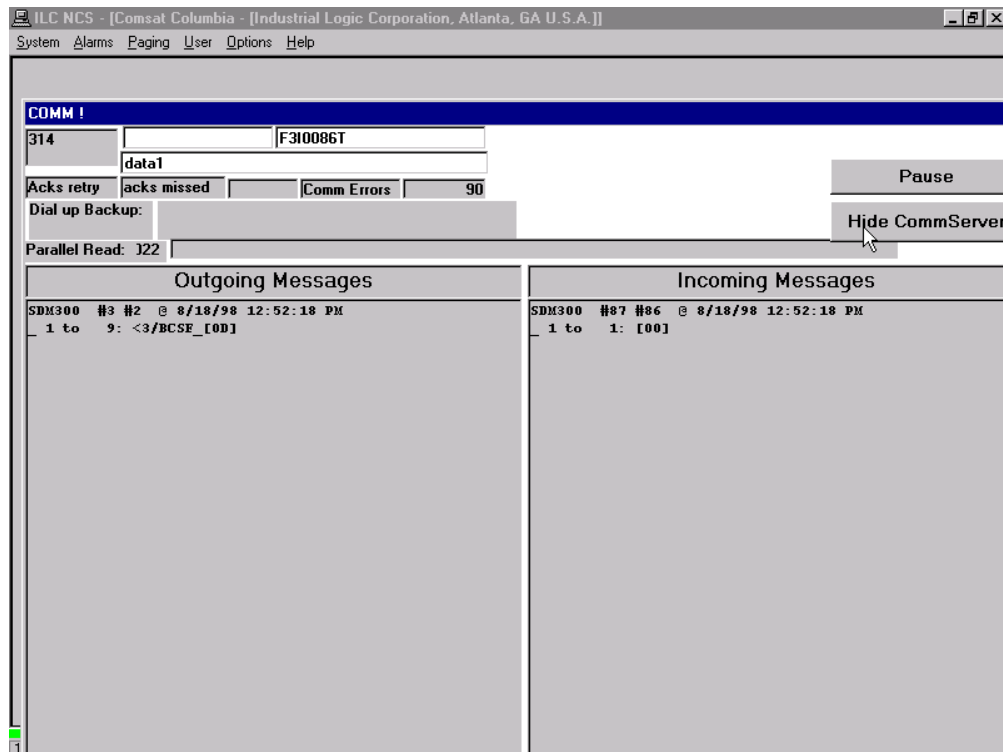 ILC NCS - [Comsat Columbia - [Industrial Logic Corporation, Atlanta, GA U.S.A.]]
System Alarms Paging User Options Help
COMM !
314 F3I0086T
data1
Pause
Acks retry acks missed Comm Errors 90
Dial up Backup:
Hide CommServer
Parallel Read: 022
Outgoing Messages Incoming Messages
SDM300 #3 #2 @ 8/18/98 12:52:18 PM
_ 1 to 9: <3/BCSF_[0D]
SDM300 #87 #86 @ 8/18/98 12:52:18 PM
_ 1 to 1: [00]
1